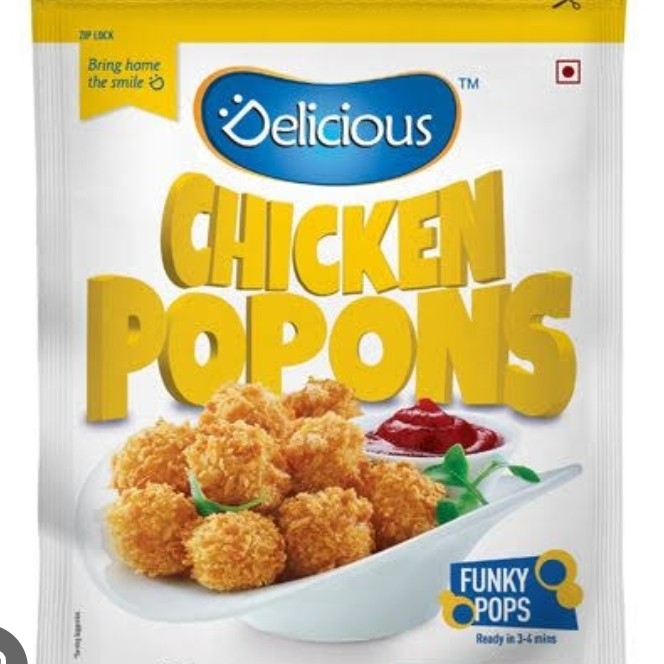 ZIP LOCK
Bring home
the smile
Delicious
TM
CHICKEN
POPONS
FUNKY
POPS
Ready in 3-4 mins